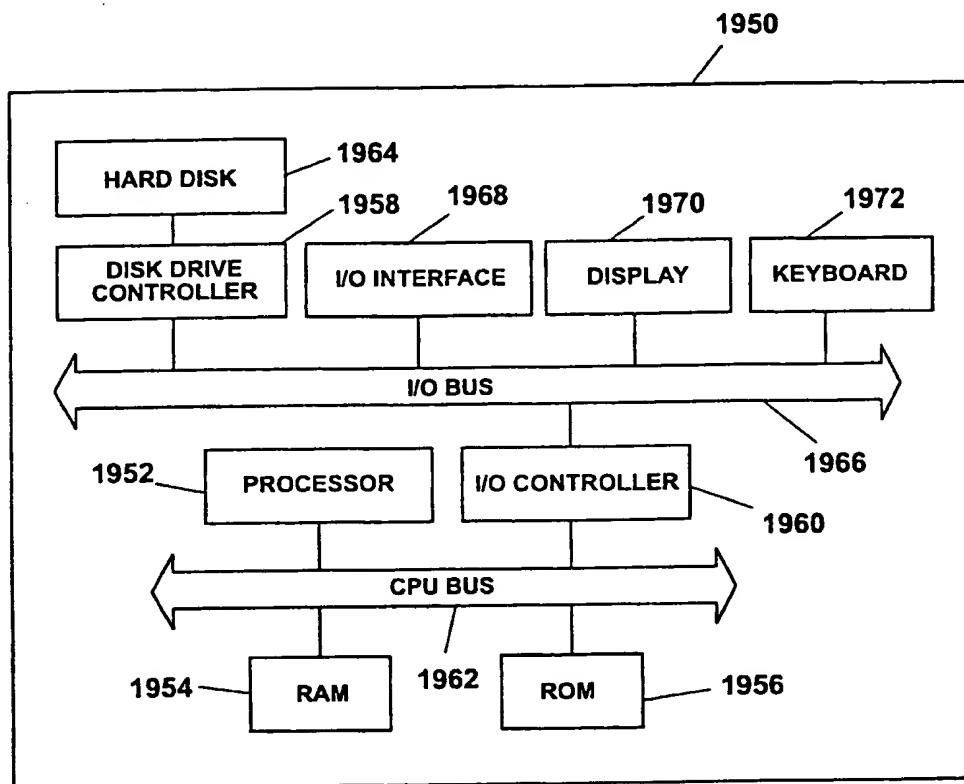 1950
HARD DISK
1964
1958
1968
1970
1972
DISK DRIVE
CONTROLLER
I/O INTERFACE
DISPLAY
KEYBOARD
I/O BUS
1966
1952
PROCESSOR
I/O CONTROLLER
1960
CPU BUS
1954
RAM
1962
ROM
1956